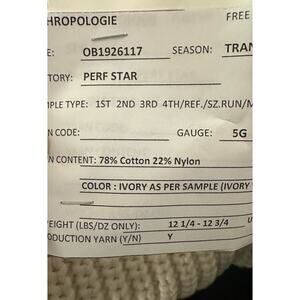 HROPOLOGIE FREE
E: OB1926117 SEASON: TRAN
TORY: PERF STAR
MPLE TYPE: 1ST 2ND 3RD 4TH/REF./SZ.RUN/M
N CODE: GAUGE: 5G
N CONTENT: 78% Cotton 22% Nylon
COLOR : IVORY AS PER SAMPLE (IVORY
EIGHT (LBS/DZ ONLY): 12 1/4 - 12 3/4 U
ODUCTION YARN (Y/N) Y